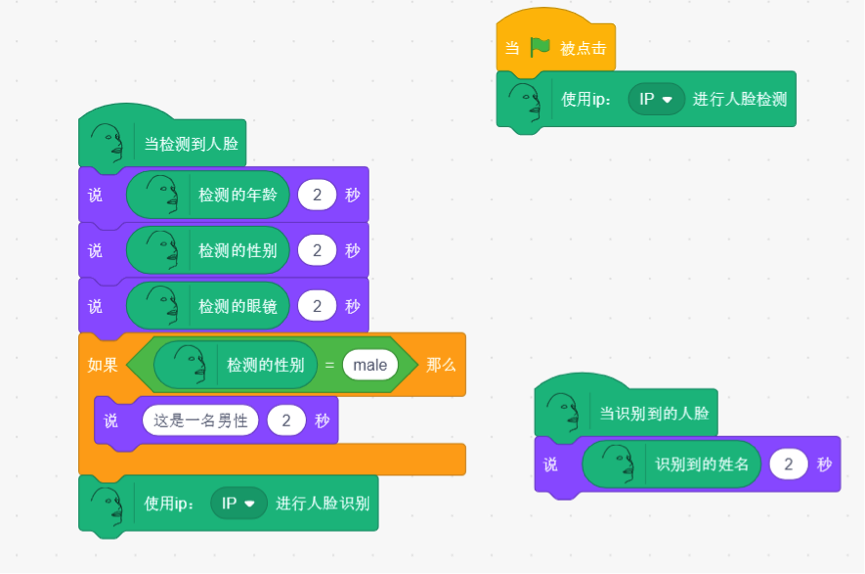 当 被点击
使用ip: IP 进行人脸检测
当检测到人脸
说 检测的年龄 2 秒
说 检测的性别 2 秒
说 检测的眼镜 2 秒
如果 检测的性别 = male 那么
说 这是一名男性 2 秒
使用ip: IP 进行人脸识别
当识别到的人脸
说 识别到的姓名 2 秒